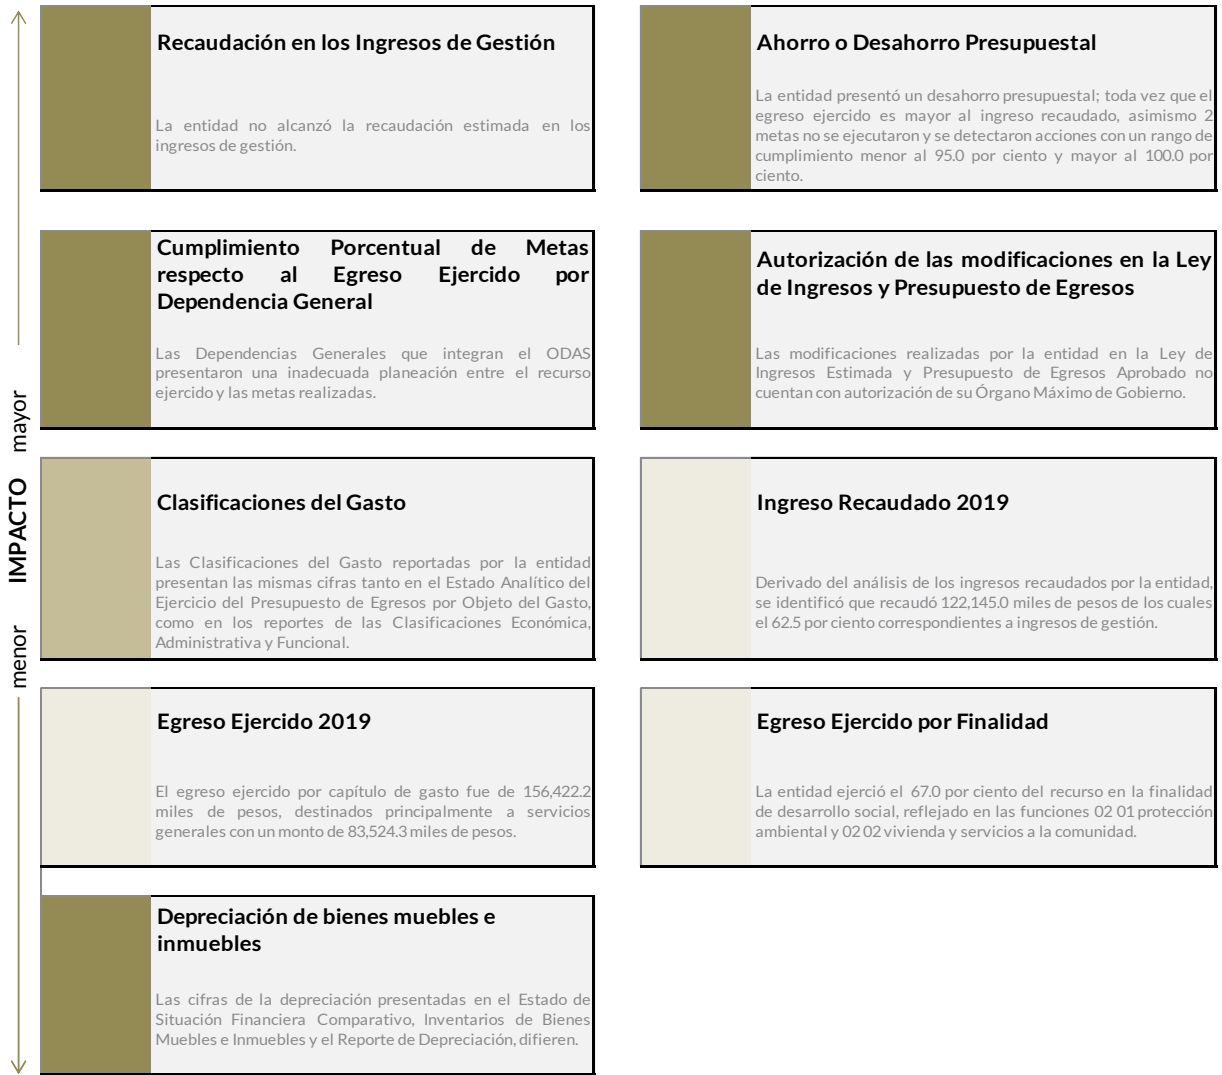 Recaudación en los Ingresos de Gestión
La entidad no alcanzó la recaudación estimada en los
ingresos de gestión.
Ahorro o Desahorro Presupuestal
La entidad presentó un desahorro presupuestal; toda vez que el
egreso ejercido es mayor al ingreso recaudado, asimismo 2
metas no se ejecutaron y se detectaron acciones con un rango de
cumplimiento menor al 95.0 por ciento y mayor al 100.0 por
ciento.
Cumplimiento Porcentual de Metas
respecto al Egreso Ejercido por
Dependencia General
Las Dependencias Generales que integran el ODAS
presentaron una inadecuada planeación entre el recurso
ejercido y las metas realizadas.
Autorización de las modificaciones en la Ley
de Ingresos y Presupuesto de Egresos
Las modificaciones realizadas por la entidad en la Ley de
Ingresos Estimada y Presupuesto de Egresos Aprobado no
cuentan con autorización de su Órgano Máximo de Gobierno.
menor IMPACTO mayor
Clasificaciones del Gasto
Las Clasificaciones del Gasto reportadas por la entidad
presentan las mismas cifras tanto en el Estado Analítico del
Ejercicio del Presupuesto de Egresos por Objeto del Gasto,
como en los reportes de las Clasificaciones Económica,
Administrativa y Funcional.
Ingreso Recaudado 2019
Derivado del análisis de los ingresos recaudados por la entidad,
se identificó que recaudó 122,145.0 miles de pesos de los cuales
el 62.5 por ciento correspondientes a ingresos de gestión.
Egreso Ejercido 2019
El egreso ejercido por capítulo de gasto fue de 156,422.2
miles de pesos, destinados principalmente a servicios
generales con un monto de 83,524.3 miles de pesos.
Egreso Ejercido por Finalidad
La entidad ejerció el 67.0 por ciento del recurso en la finalidad
de desarrollo social, reflejado en las funciones 02 01 protección
ambiental y 02 02 vivienda y servicios a la comunidad.
Depreciación de bienes muebles e
inmuebles
Las cifras de la depreciación presentadas en el Estado de
Situación Financiera Comparativo, Inventarios de Bienes
Muebles e Inmuebles y el Reporte de Depreciación, difieren.